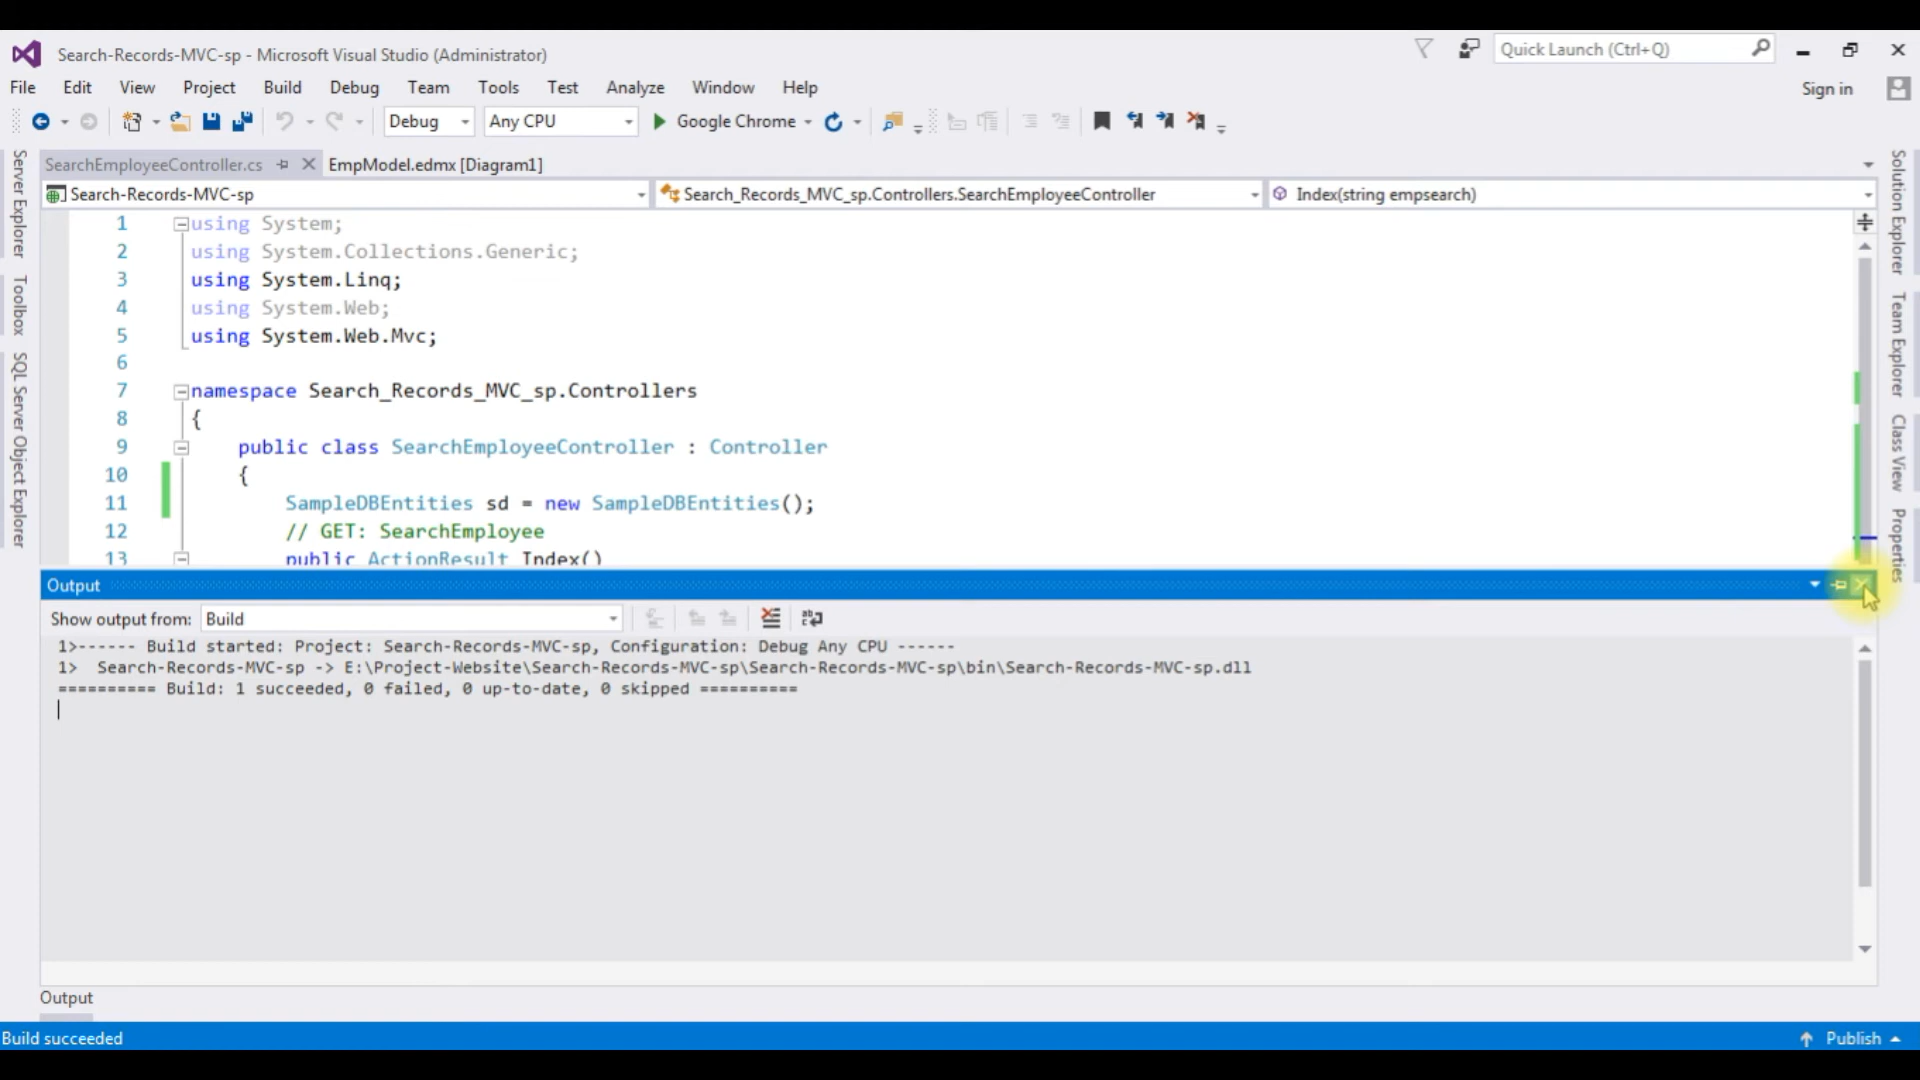 Search-Records-MVC-sp - Microsoft Visual Studio (Administrator)
Quick Launch (Ctrl+Q)
File Edit View Project Build Debug Team Tools Test Analyze Window Help
Sign in
Debug Any CPU Google Chrome
SearchEmployeeController.cs EmpModel.edmx [Diagram1]
Search-Records-MVC-sp Search_Records_MVC_sp.Controllers.SearchEmployeeController Index(string empsearch)
Server Explorer
Toolbox
SQL Server Object Explorer
1 using System;
2 using System.Collections.Generic;
3 using System.Linq;
4 using System.Web;
5 using System.Web.Mvc;
6
7 namespace Search_Records_MVC_sp.Controllers
8 {
9 public class SearchEmployeeController : Controller
10 {
11 SampleDBEntities sd = new SampleDBEntities();
12 // GET: SearchEmployee
13 public ActionResult Index()
Solution Explorer
Team Explorer
Class View
Properties
Output
Show output from: Build
1>------ Build started: Project: Search-Records-MVC-sp, Configuration: Debug Any CPU ------
1> Search-Records-MVC-sp -> E:\Project-Website\Search-Records-MVC-sp\Search-Records-MVC-sp\bin\Search-Records-MVC-sp.dll
========== Build: 1 succeeded, 0 failed, 0 up-to-date, 0 skipped ==========
Output
Build succeeded
Publish